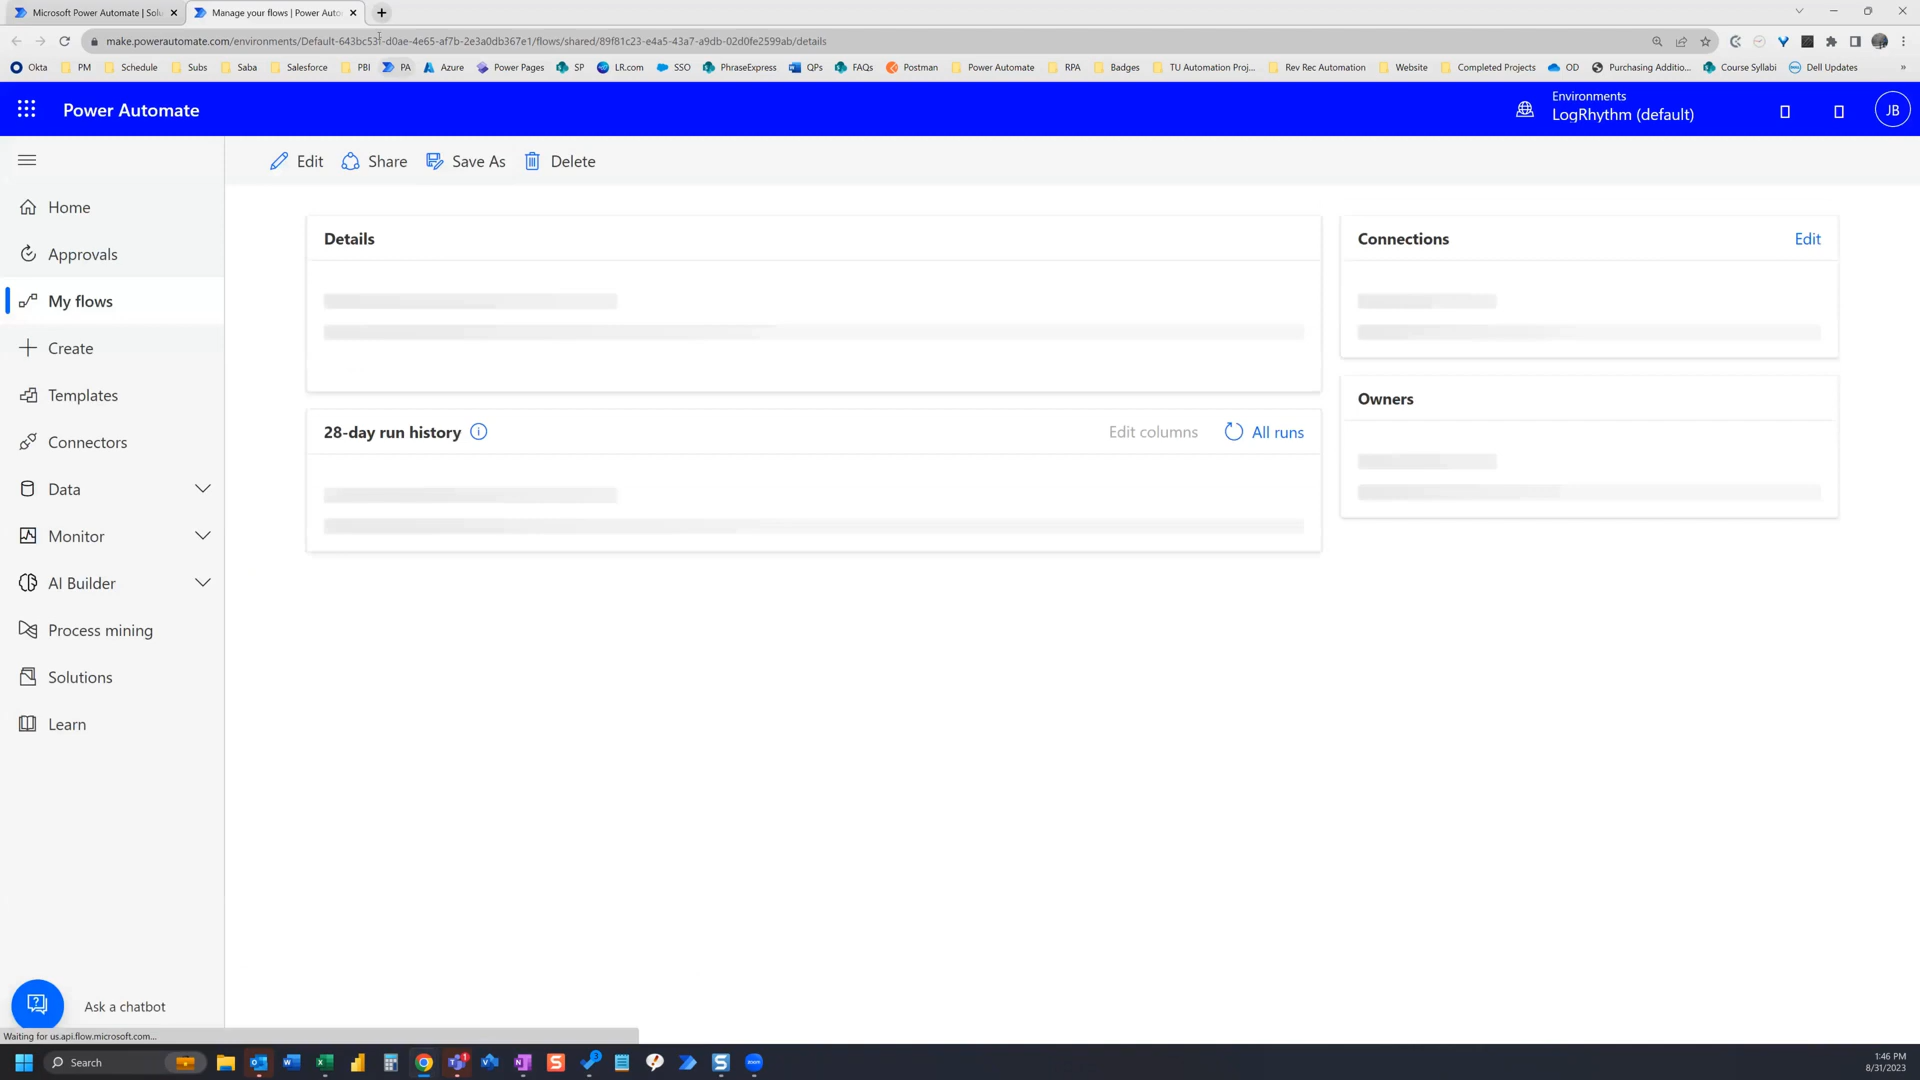 Microsoft Power Automate | Solu
Manage your flows | Power Auto
make.powerautomate.com/environments/Default-643bc53f-d0ae-4e65-af7b-2e3a0db367e1/flows/shared/89f81c23-e4a5-43a7-a9db-02d0fe2599ab/details
Okta PM Schedule Subs Saba Salesforce PBI PA Azure Power Pages SP LR.com SSO PhraseExpress QPs FAQs Postman Power Automate RPA Badges TU Automation Proj... Rev Rec Automation Website Completed Projects OD Purchasing Additio... Course Syllabi Dell Updates »
Power Automate
Environments
LogRhythm (default)
JB
Edit Share Save As Delete
Home
Approvals
My flows
Create
Templates
Connectors
Data
Monitor
AI Builder
Process mining
Solutions
Learn
Details
28-day run history
Edit columns
All runs
Connections
Edit
Owners
Ask a chatbot
Waiting for us.api.flow.microsoft.com...
Search
1:46 PM
8/31/2023